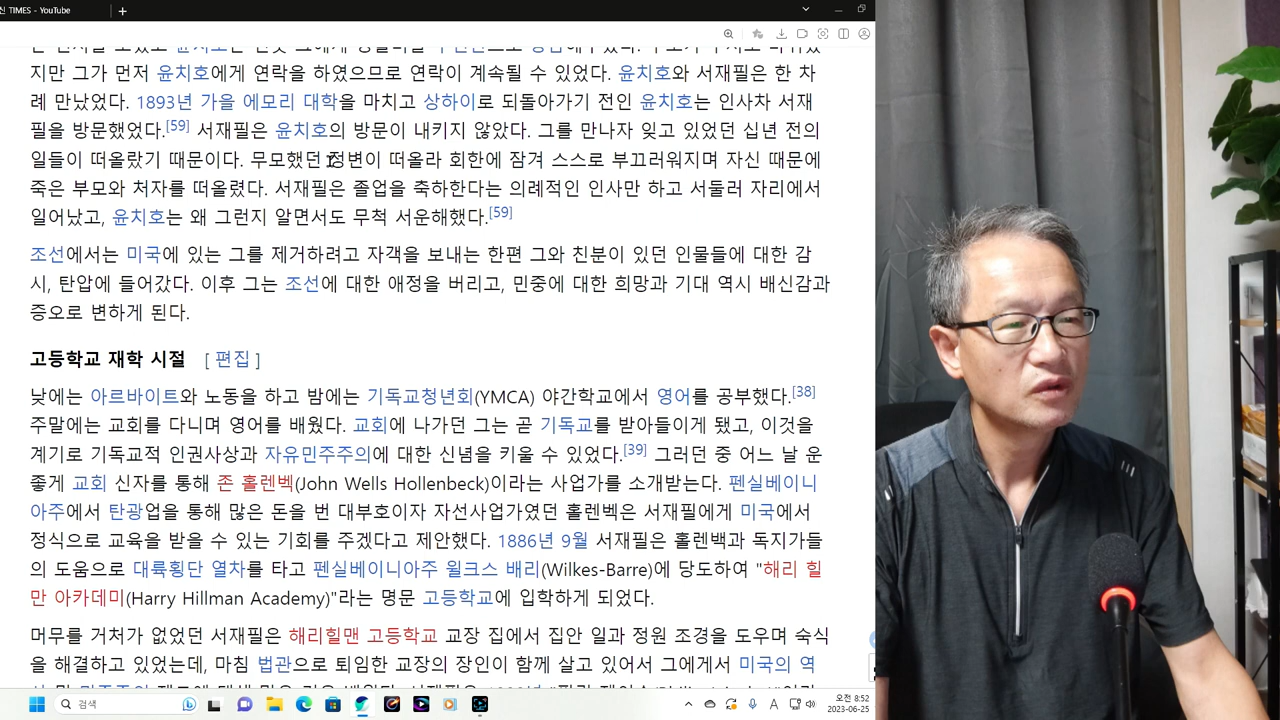 TIMES - YouTube
지만 그가 먼저 윤치호에게 연락을 하였으므로 연락이 계속될 수 있었다. 윤치호와 서재필은 한 차
례 만났었다. 1893년 가을 에모리 대학을 마치고 상하이로 되돌아가기 전인 윤치호는 인사차 서재
필을 방문했었다.[59] 서재필은 윤치호의 방문이 내키지 않았다. 그를 만나자 잊고 있었던 십년 전의
일들이 떠올랐기 때문이다. 무모했던 정변이 떠올라 회한에 잠겨 스스로 부끄러워지며 자신 때문에
죽은 부모와 처자를 떠올렸다. 서재필은 졸업을 축하한다는 의례적인 인사만 하고 서둘러 자리에서
일어났고, 윤치호는 왜 그런지 알면서도 무척 서운해했다.[59]
조선에서는 미국에 있는 그를 제거하려고 자객을 보내는 한편 그와 친분이 있던 인물들에 대한 감
시, 탄압에 들어갔다. 이후 그는 조선에 대한 애정을 버리고, 민중에 대한 희망과 기대 역시 배신감과
증오로 변하게 된다.
고등학교 재학 시절 [ 편집 ]
낮에는 아르바이트와 노동을 하고 밤에는 기독교청년회(YMCA) 야간학교에서 영어를 공부했다.[38]
주말에는 교회를 다니며 영어를 배웠다. 교회에 나가던 그는 곧 기독교를 받아들이게 됐고, 이것을
계기로 기독교적 인권사상과 자유민주주의에 대한 신념을 키울 수 있었다.[39] 그러던 중 어느 날 운
좋게 교회 신자를 통해 존 홀렌벡(John Wells Hollenbeck)이라는 사업가를 소개받는다. 펜실베이니
아주에서 탄광업을 통해 많은 돈을 번 대부호이자 자선사업가였던 홀렌벡은 서재필에게 미국에서
정식으로 교육을 받을 수 있는 기회를 주겠다고 제안했다. 1886년 9월 서재필은 홀렌백과 독지가들
의 도움으로 대륙횡단 열차를 타고 펜실베이니아주 윌크스 배리(Wilkes-Barre)에 당도하여 "해리 힐
만 아카데미(Harry Hillman Academy)"라는 명문 고등학교에 입학하게 되었다.
머무를 거처가 없었던 서재필은 해리힐맨 고등학교 교장 집에서 집안 일과 정원 조경을 도우며 숙식
을 해결하고 있었는데, 마침 법관으로 퇴임한 교장의 장인이 함께 살고 있어서 그에게서 미국의 역
검색
A
오전 8:52
2023-06-25